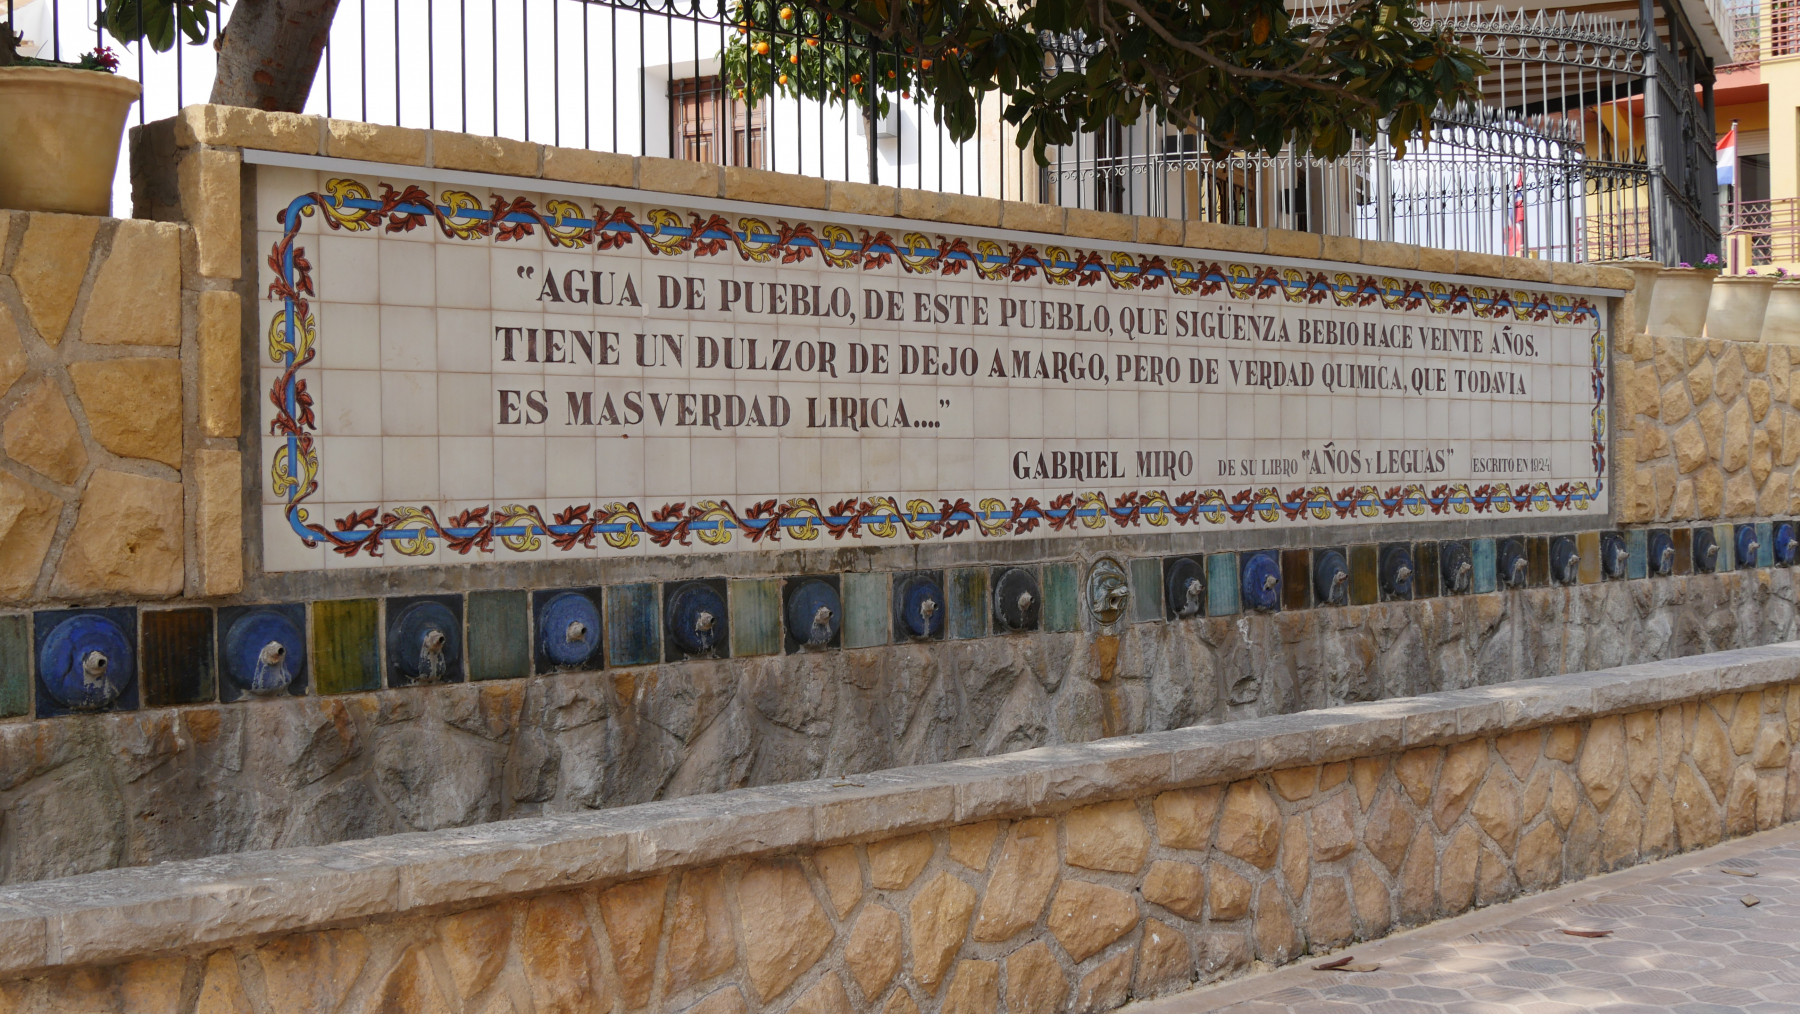 “AGUA DE PUEBLO, DE ESTE PUEBLO, QUE SIGÜENZA BEBIO HACE VEINTE AÑOS.
TIENE UN DULZOR DE DEJO AMARGO, PERO DE VERDAD QUIMICA, QUE TODAVIA
ES MASVERDAD LIRICA....”
GABRIEL MIRO DE SU LIBRO “AÑOS Y LEGUAS” ESCRITO EN 1924